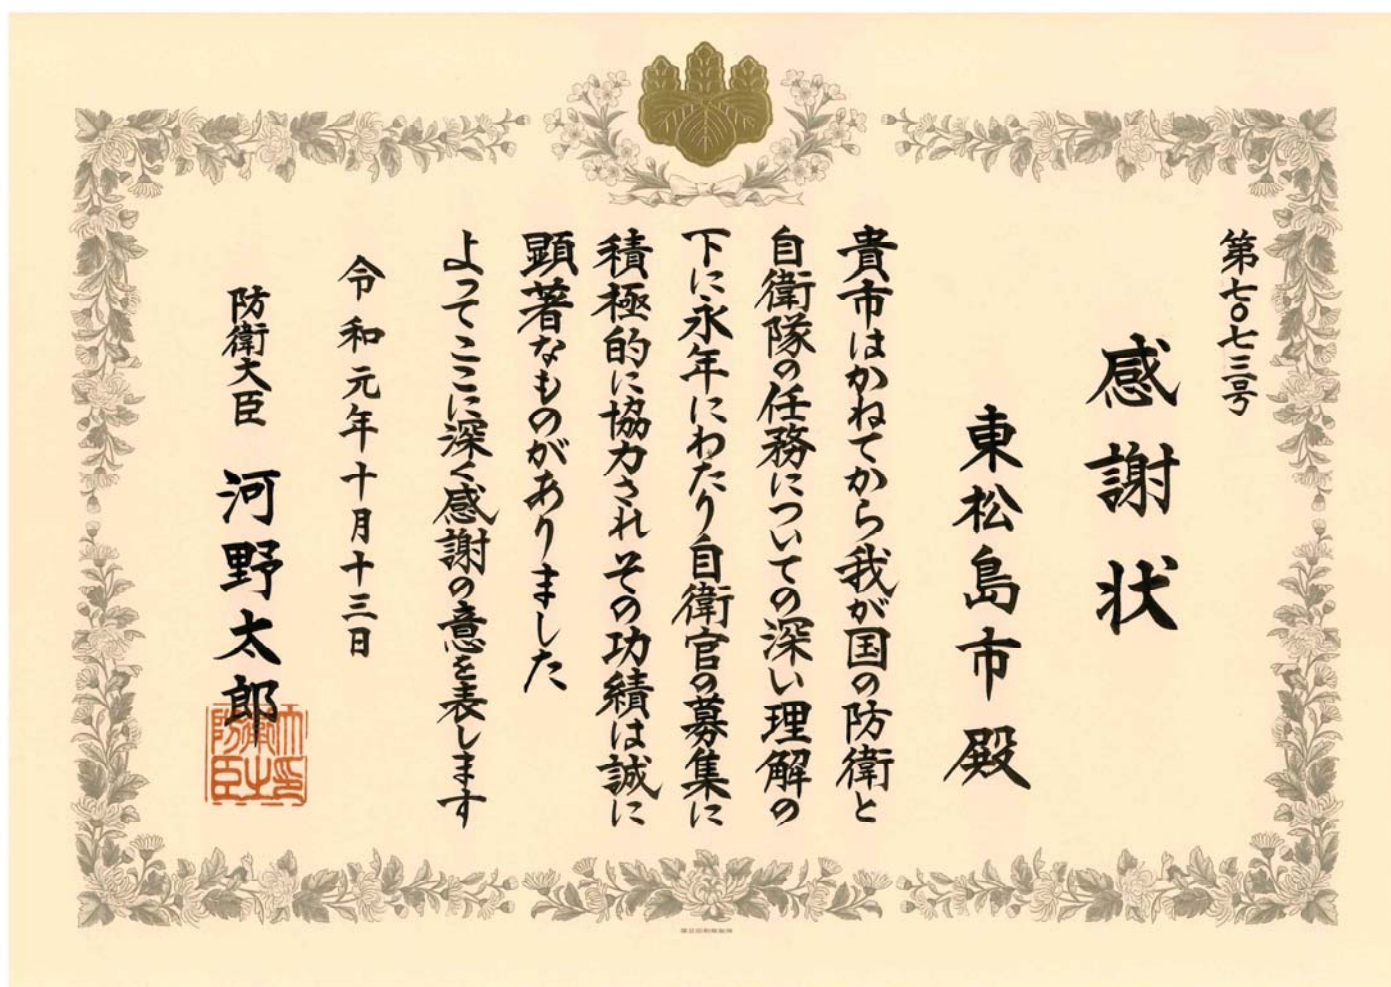 第七〇七三号
感謝状
東松島市殿
貴市はかねてから我が国の防衛と
自衛隊の任務についての深い理解の
下に永年にわたり自衛官の募集に
積極的に協力されその功績は誠に
顕著なものがありました
よってここに深く感謝の意を表します
令和元年十月十三日
防衛大臣 河野太郎
防衛大臣之印